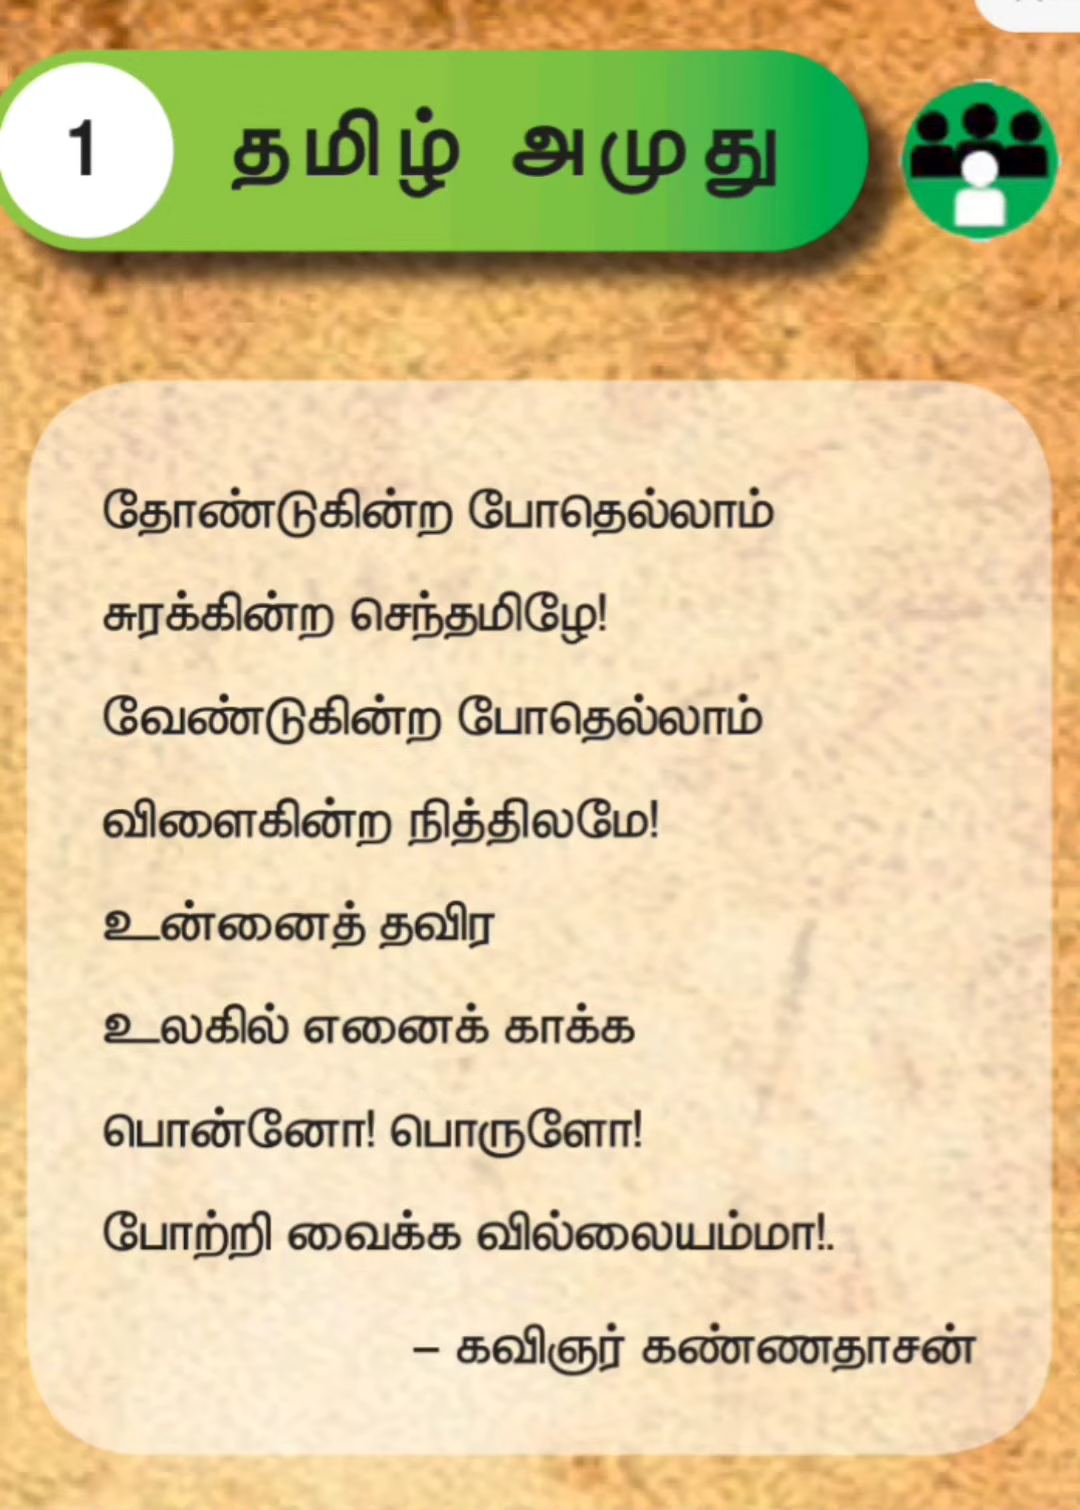 1 தமிழ் அமுது
தோண்டுகின்ற போதெல்லாம்
சுரக்கின்ற செந்தமிழே!
வேண்டுகின்ற போதெல்லாம்
விளைகின்ற நித்திலமே!
உன்னைத் தவிர
உலகில் எனைக் காக்க
பொன்னோ! பொருளோ!
போற்றி வைக்க வில்லையம்மா!.
– கவிஞர் கண்ணதாசன்